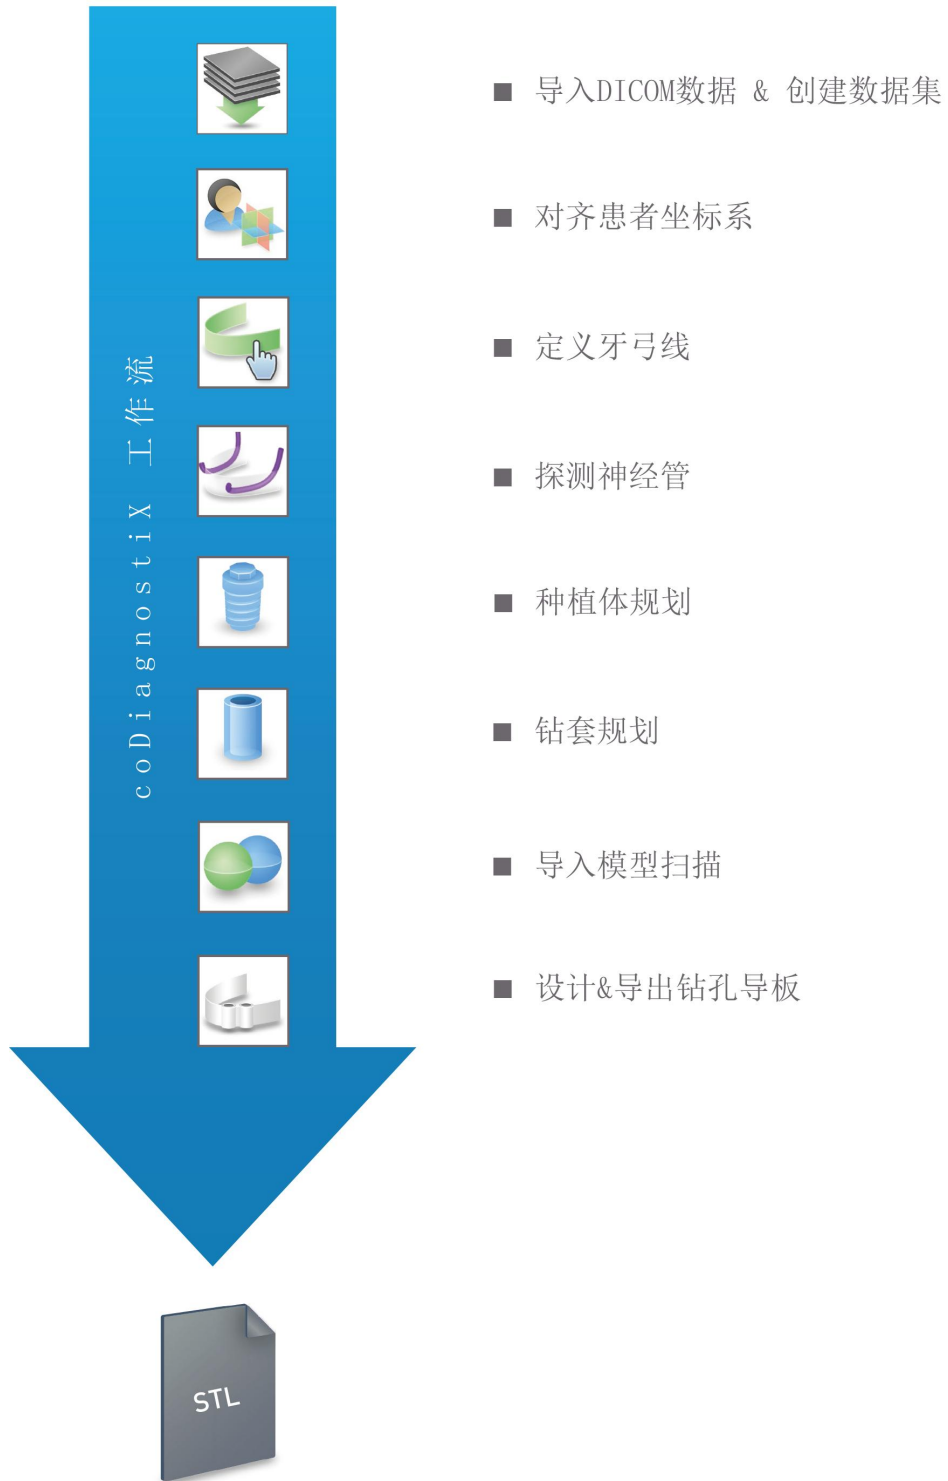 导入DICOM数据 & 创建数据集
对齐患者坐标系
定义牙弓线
探测神经管
种植体规划
钻套规划
导入模型扫描
设计&导出钻孔导板
coDiagnostiX 工作流
STL